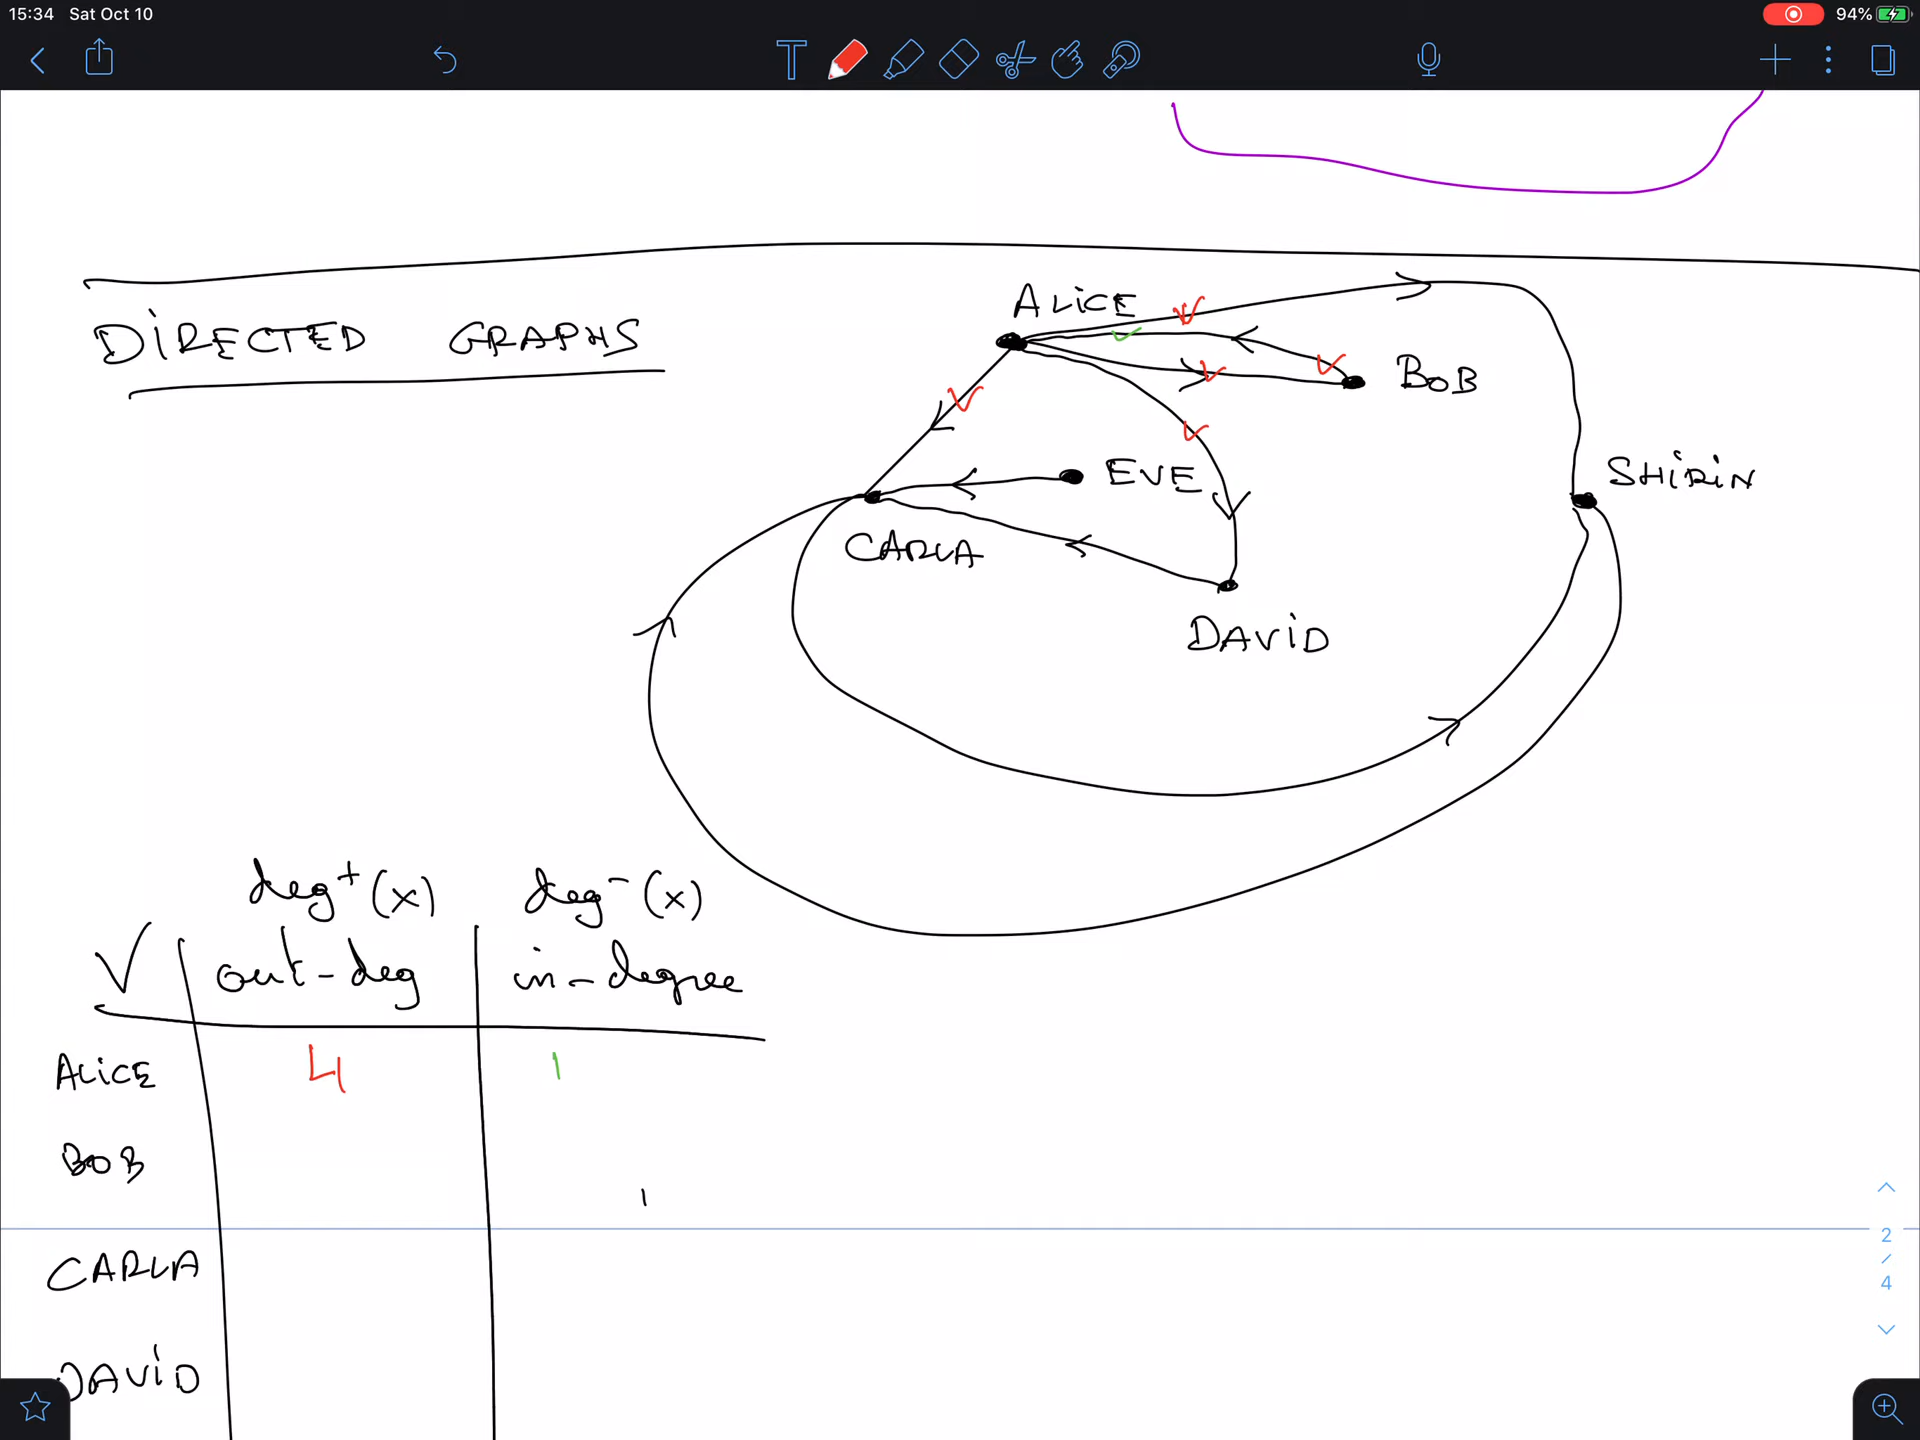 15:34 Sat Oct 10
94%
DIRECTED GRAPHS
ALICE
BOB
EVE
SHIRIN
CARLA
DAVID
deg⁺(x) deg⁻(x)
V out-deg in-degree
ALICE 4 1
BOB
CARLA
DAVID
2
/
4